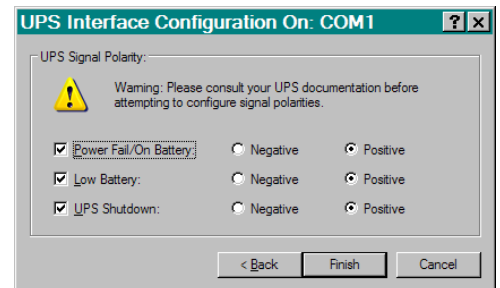 UPS Interface Configuration On: COM1
UPS Signal Polarity:
Warning: Please consult your UPS documentation before
attempting to configure signal polarities.
Power Fail/On Battery: Negative Positive
Low Battery: Negative Positive
UPS Shutdown: Negative Positive
< Back Finish Cancel